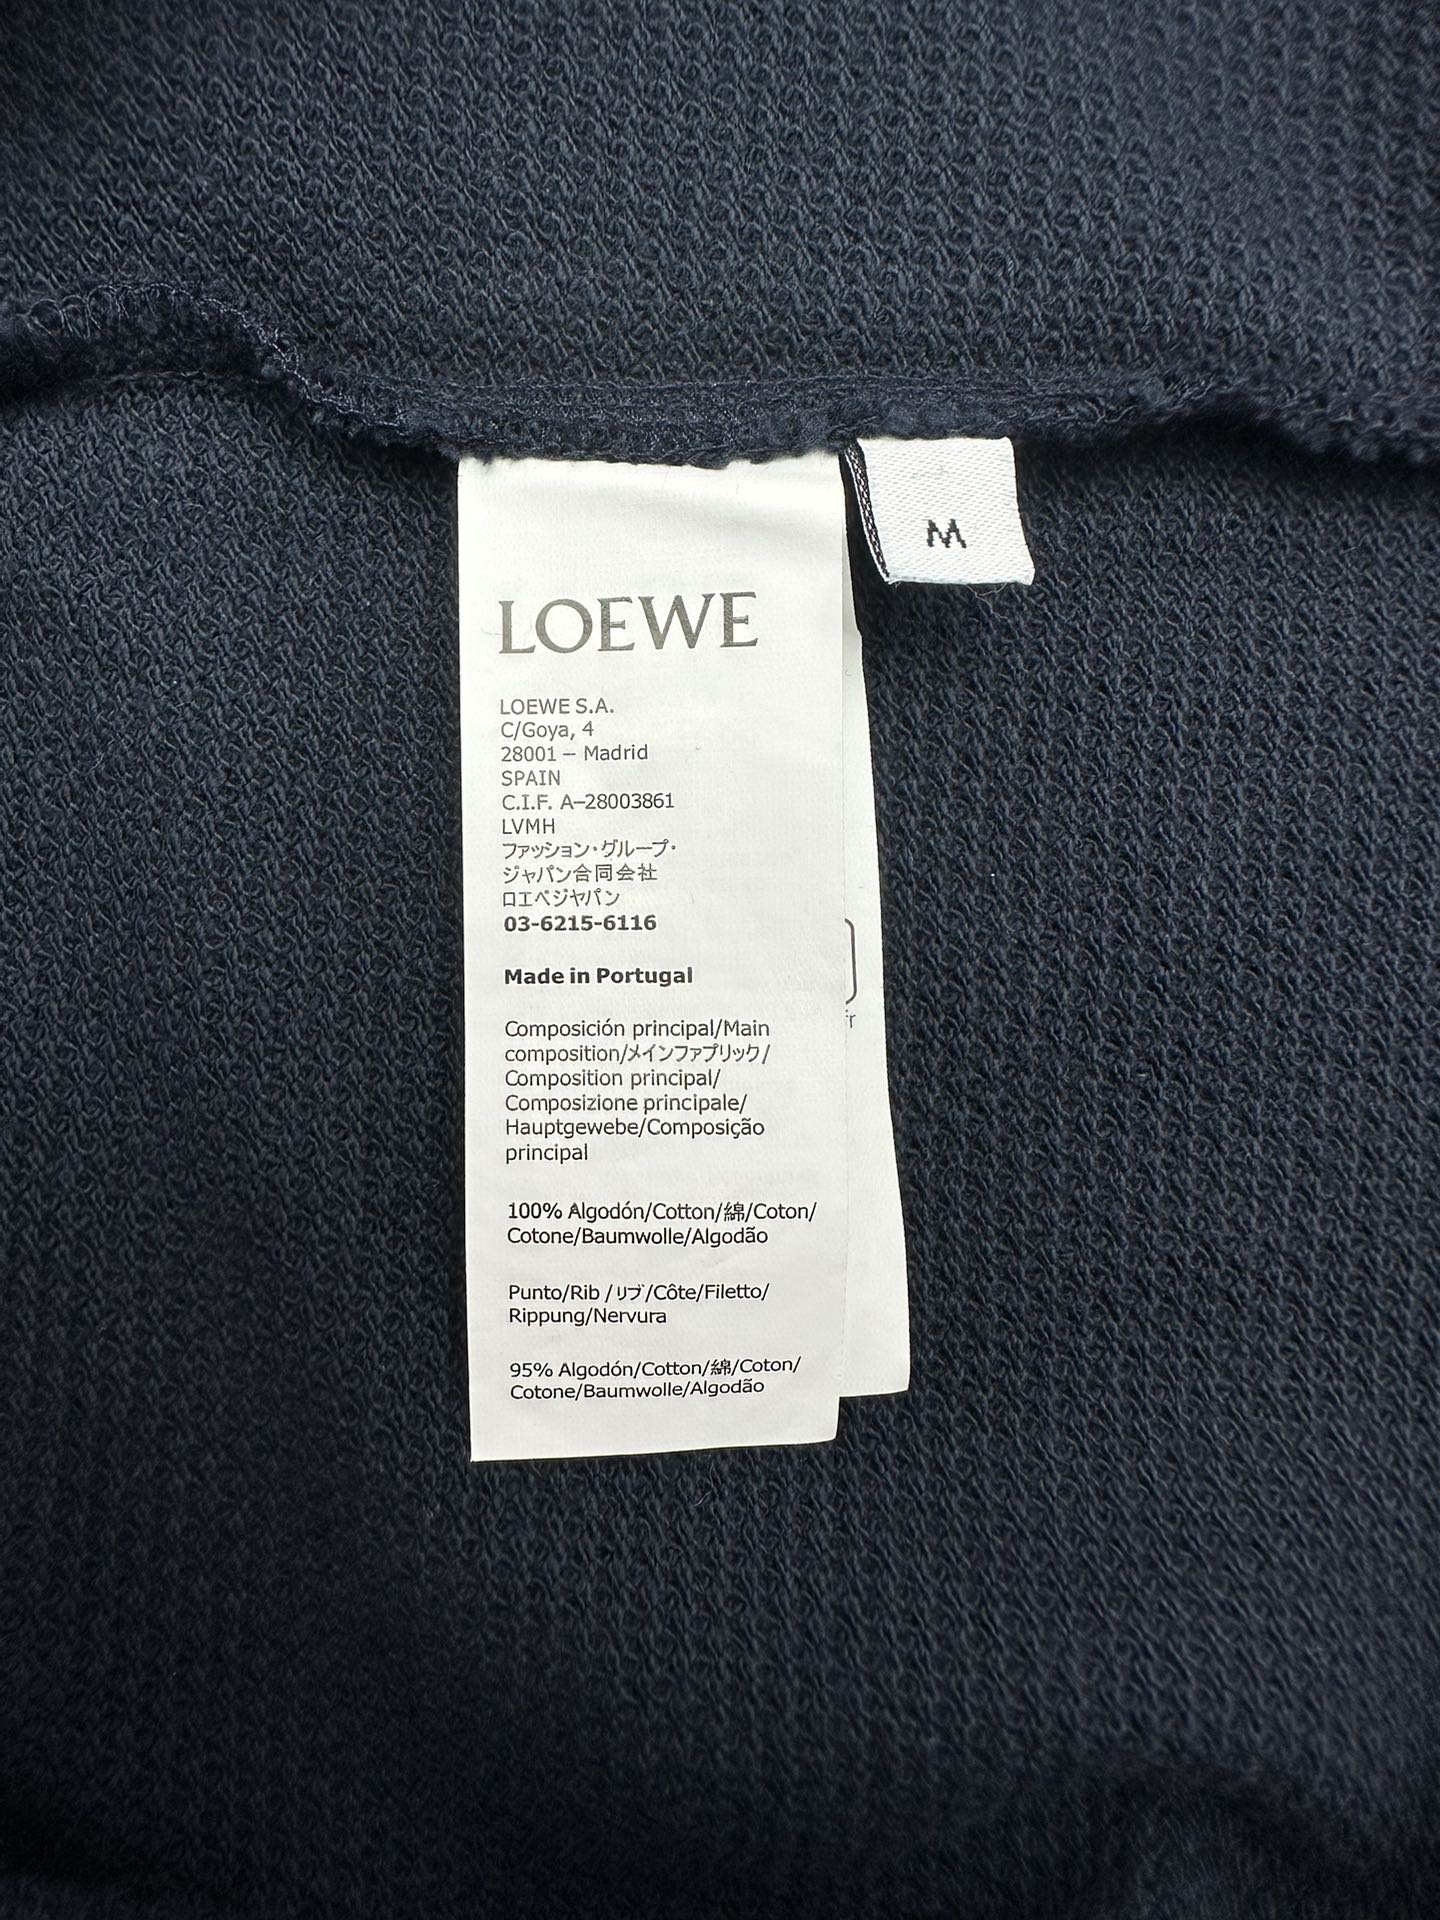 M
LOEWE
LOEWE S.A.
C/Goya, 4
28001 – Madrid
SPAIN
C.I.F. A–28003861
LVMH
ファッション・グループ・
ジャパン合同会社
ロエベジャパン
03-6215-6116
Made in Portugal
Composición principal/Main
composition/メインファブリック/
Composition principal/
Composizione principale/
Hauptgewebe/Composição
principal
100% Algodón/Cotton/綿/Coton/
Cotone/Baumwolle/Algodão
Punto/Rib /リブ/Côte/Filetto/
Rippung/Nervura
95% Algodón/Cotton/綿/Coton/
Cotone/Baumwolle/Algodão
fr